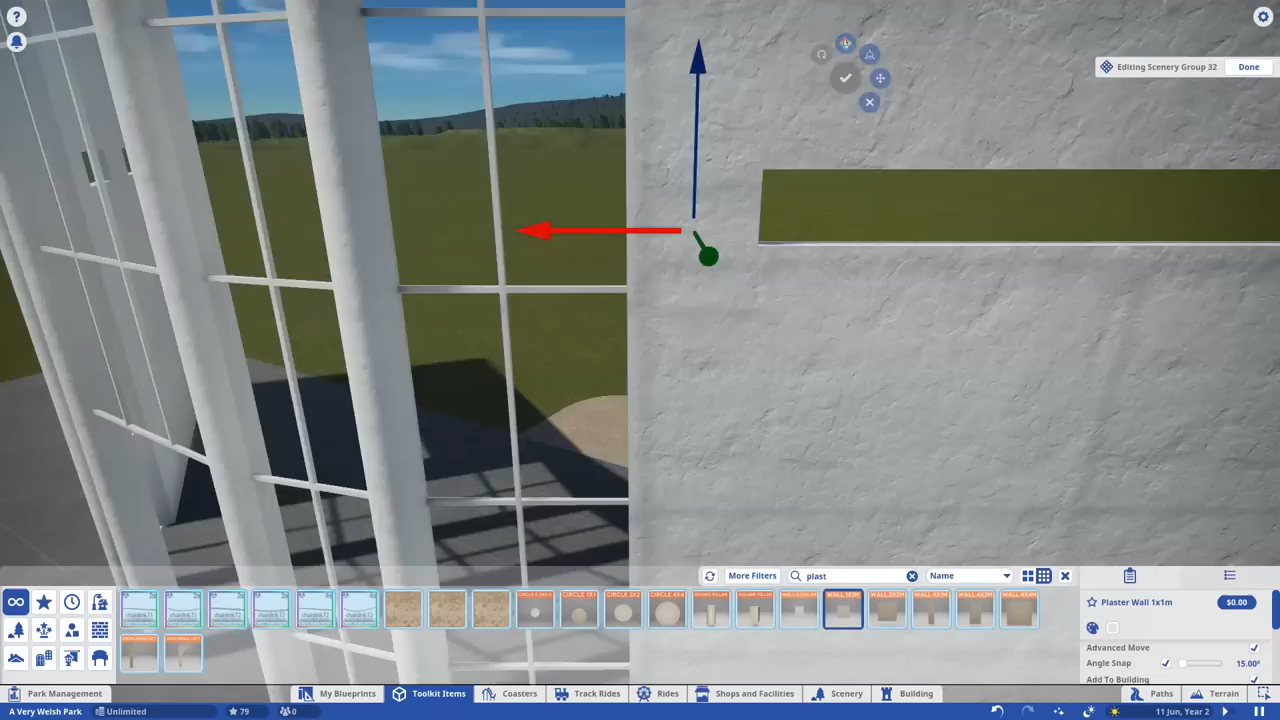 Editing Scenery Group 32
Done
More Filters
plast
Name
CIRCLE 1X1
CIRCLE 2X2
CIRCLE 4X4
WALL 1X1M
WALL 2X2M
WALL 4X1M
WALL 4X2M
WALL 4X4M
Plaster Wall 1x1m
$0.00
Advanced Move
Angle Snap
15.00°
Add To Building
Park Management
My Blueprints
Toolkit Items
Coasters
Track Rides
Rides
Shops and Facilities
Scenery
Building
Paths
Terrain
A Very Welsh Park
Unlimited
79
0
11 Jun, Year 2